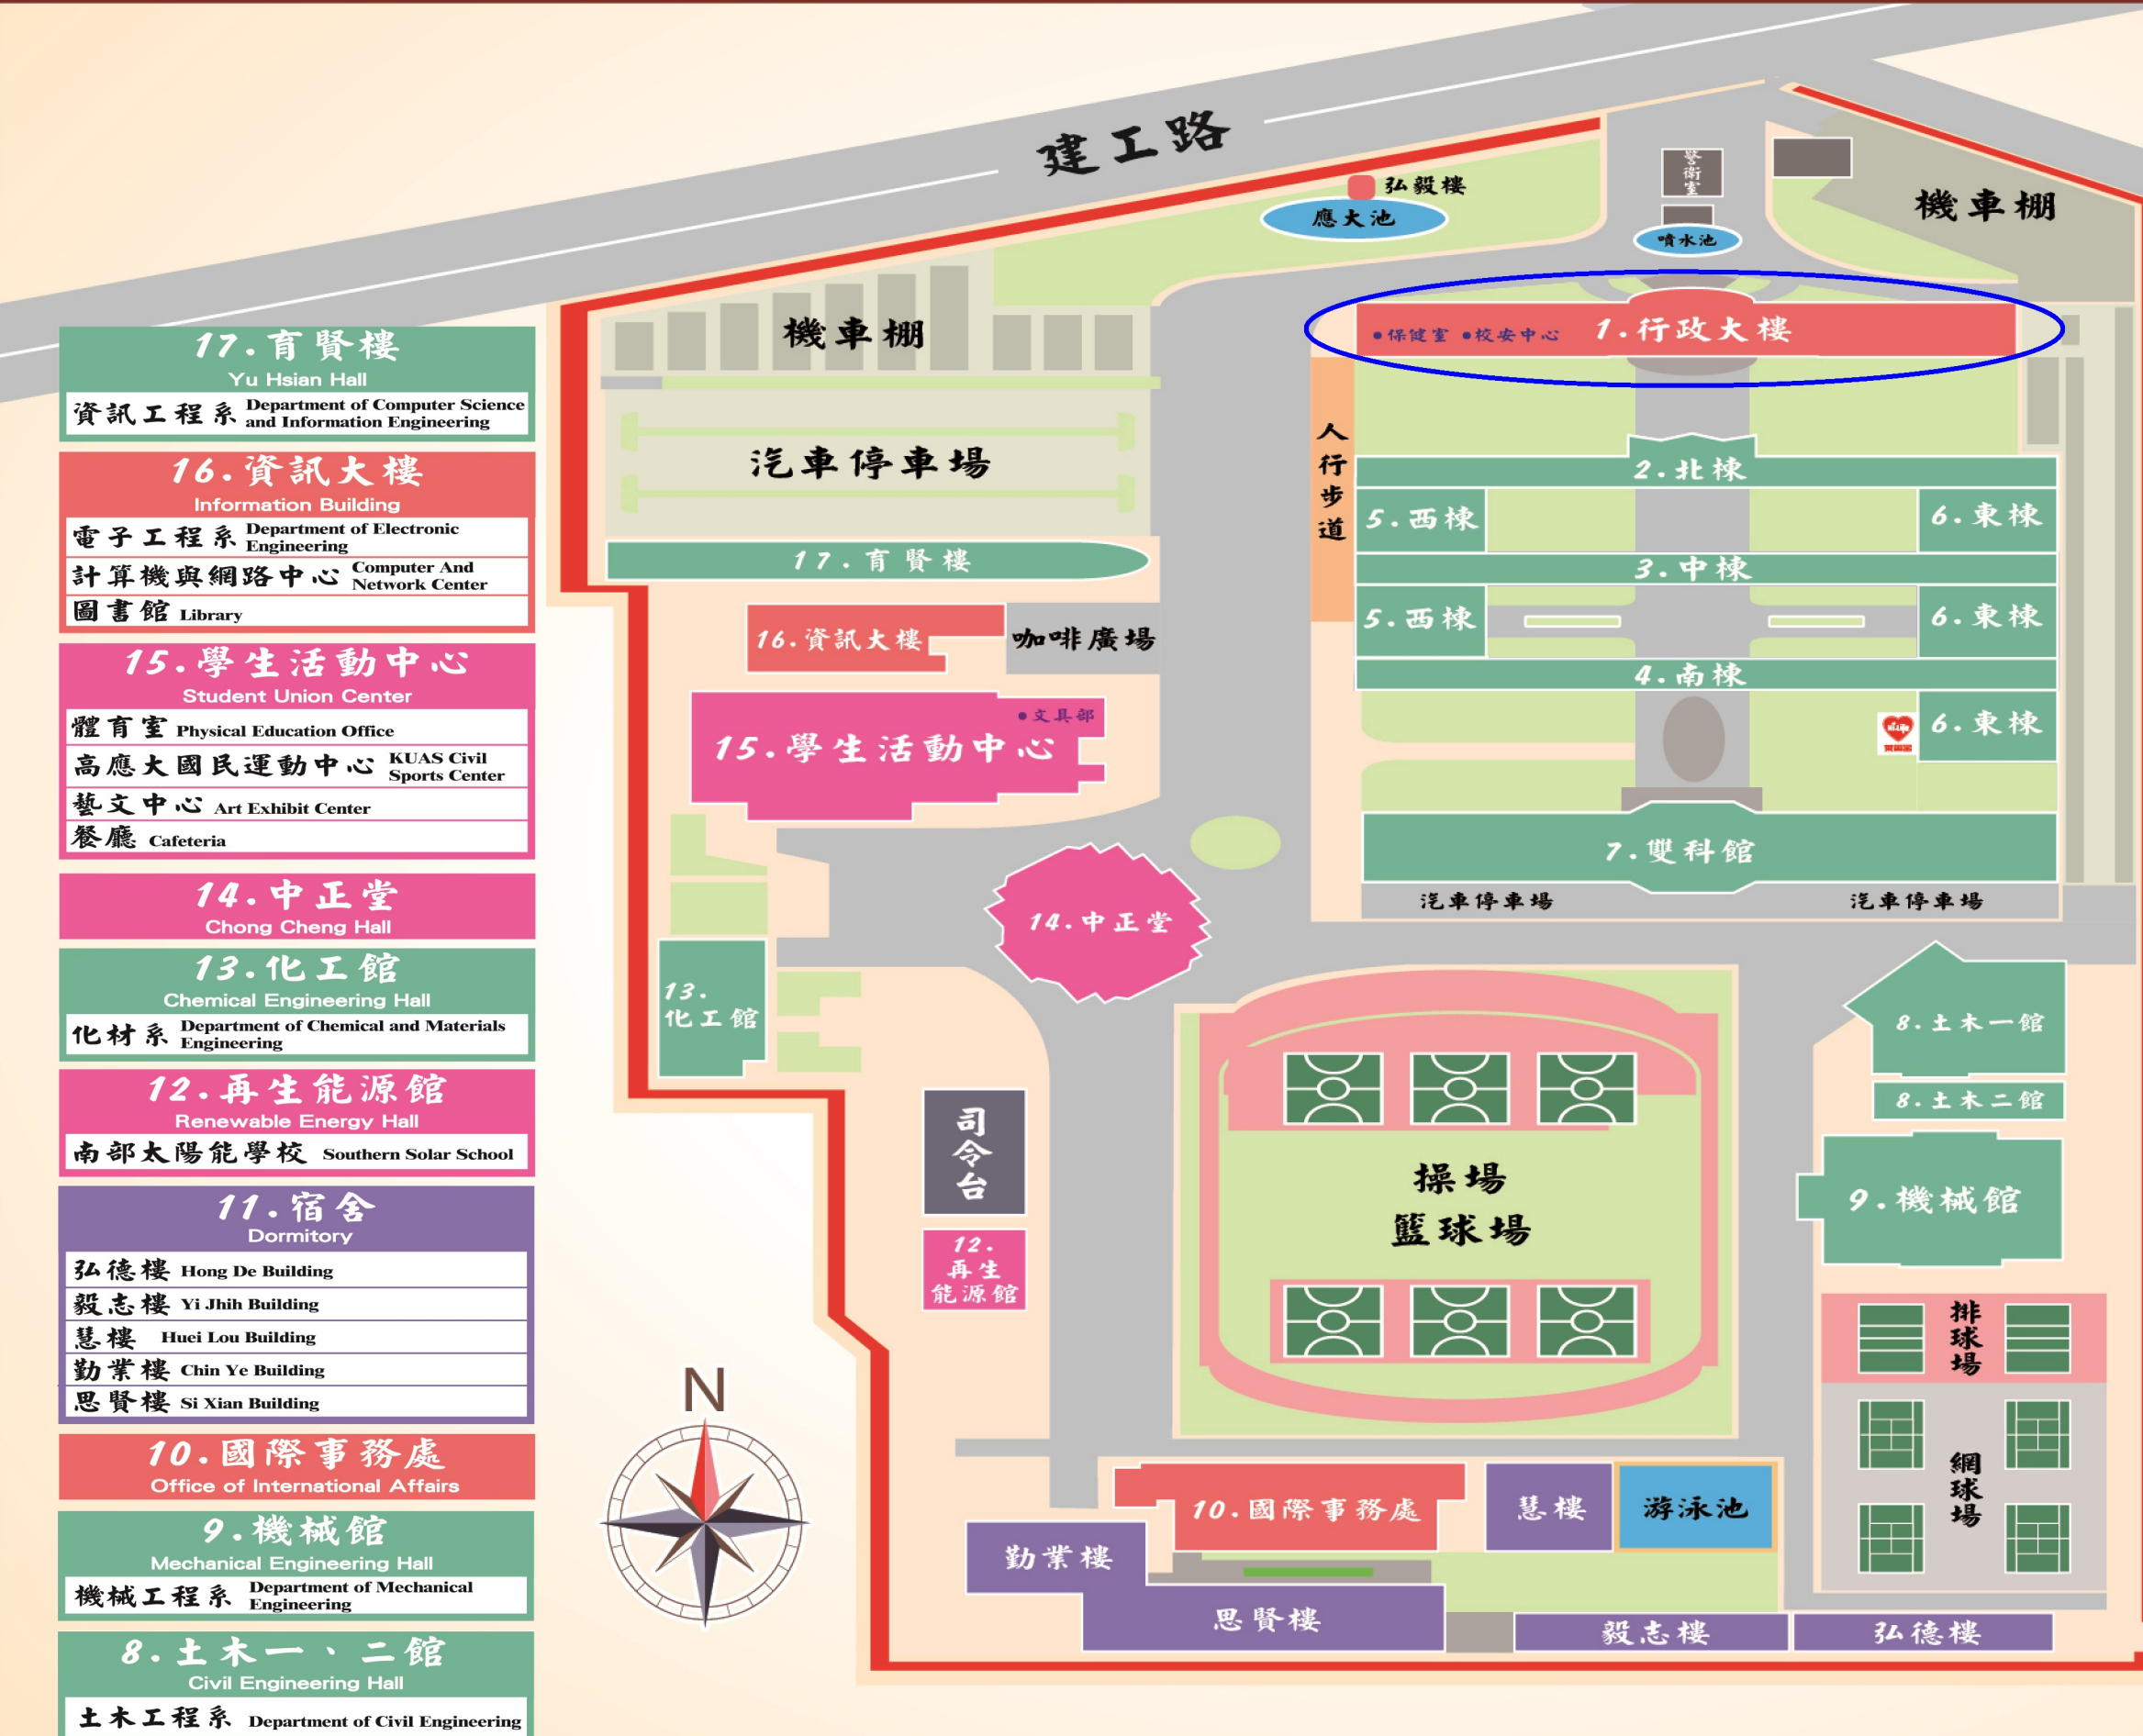 建工路
弘毅樓
應大池
警衛室
噴水池
機車棚
機車棚
1.行政大樓
•保健室 •校安中心
汽車停車場
人行步道
2.北棟
5.西棟
6.東棟
17.育賢樓
3.中棟
16.資訊大樓
咖啡廣場
5.西棟
6.東棟
4.南棟
•文具部
15.學生活動中心
6.東棟
Hi-Life
萊爾富
7.雙科館
汽車停車場
汽車停車場
14.中正堂
13.
化工館
8.土木一館
8.土木二館
司令台
操場
籃球場
9.機械館
12.
再生
能源館
排球場
網球場
N
10.國際事務處
慧樓
游泳池
勤業樓
思賢樓
毅志樓
弘德樓
17.育賢樓
Yu Hsian Hall
資訊工程系 Department of Computer Science
and Information Engineering
16.資訊大樓
Information Building
電子工程系 Department of Electronic
Engineering
計算機與網路中心 Computer And
Network Center
圖書館 Library
15.學生活動中心
Student Union Center
體育室 Physical Education Office
高應大國民運動中心 KUAS Civil
Sports Center
藝文中心 Art Exhibit Center
餐廳 Cafeteria
14.中正堂
Chong Cheng Hall
13.化工館
Chemical Engineering Hall
化材系 Department of Chemical and Materials
Engineering
12.再生能源館
Renewable Energy Hall
南部太陽能學校 Southern Solar School
11.宿舍
Dormitory
弘德樓 Hong De Building
毅志樓 Yi Jhih Building
慧樓 Huei Lou Building
勤業樓 Chin Ye Building
思賢樓 Si Xian Building
10.國際事務處
Office of International Affairs
9.機械館
Mechanical Engineering Hall
機械工程系 Department of Mechanical
Engineering
8.土木一、二館
Civil Engineering Hall
土木工程系 Department of Civil Engineering